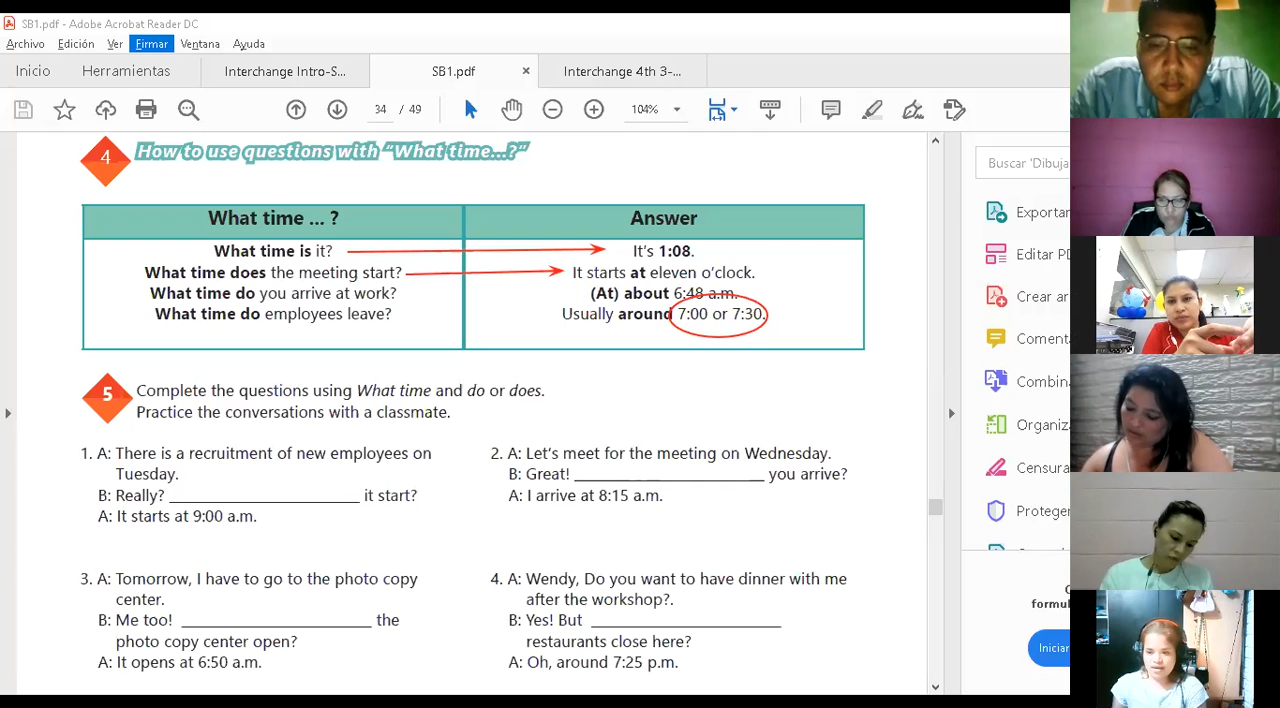 SB1.pdf - Adobe Acrobat Reader DC
Archivo Edición Ver Firmar Ventana Ayuda
Inicio Herramientas Interchange Intro-S... SB1.pdf × Interchange 4th 3-...
34 / 49 104%
4 How to use questions with “What time...?”
What time ... ? Answer
What time is it? It's 1:08.
What time does the meeting start? It starts at eleven o'clock.
What time do you arrive at work? (At) about 6:48 a.m.
What time do employees leave? Usually around 7:00 or 7:30.
5 Complete the questions using What time and do or does.
Practice the conversations with a classmate.
1. A: There is a recruitment of new employees on
Tuesday.
B: Really? ____________________ it start?
A: It starts at 9:00 a.m.
2. A: Let's meet for the meeting on Wednesday.
B: Great! ____________________ you arrive?
A: I arrive at 8:15 a.m.
3. A: Tomorrow, I have to go to the photo copy
center.
B: Me too! ____________________ the
photo copy center open?
A: It opens at 6:50 a.m.
4. A: Wendy, Do you want to have dinner with me
after the workshop?.
B: Yes! But ____________________
restaurants close here?
A: Oh, around 7:25 p.m.
Buscar 'Dibuja
Exportar
Editar PD
Crear ar
Coment
Combin
Organiz
Censura
Proteger
formu
Iniciar